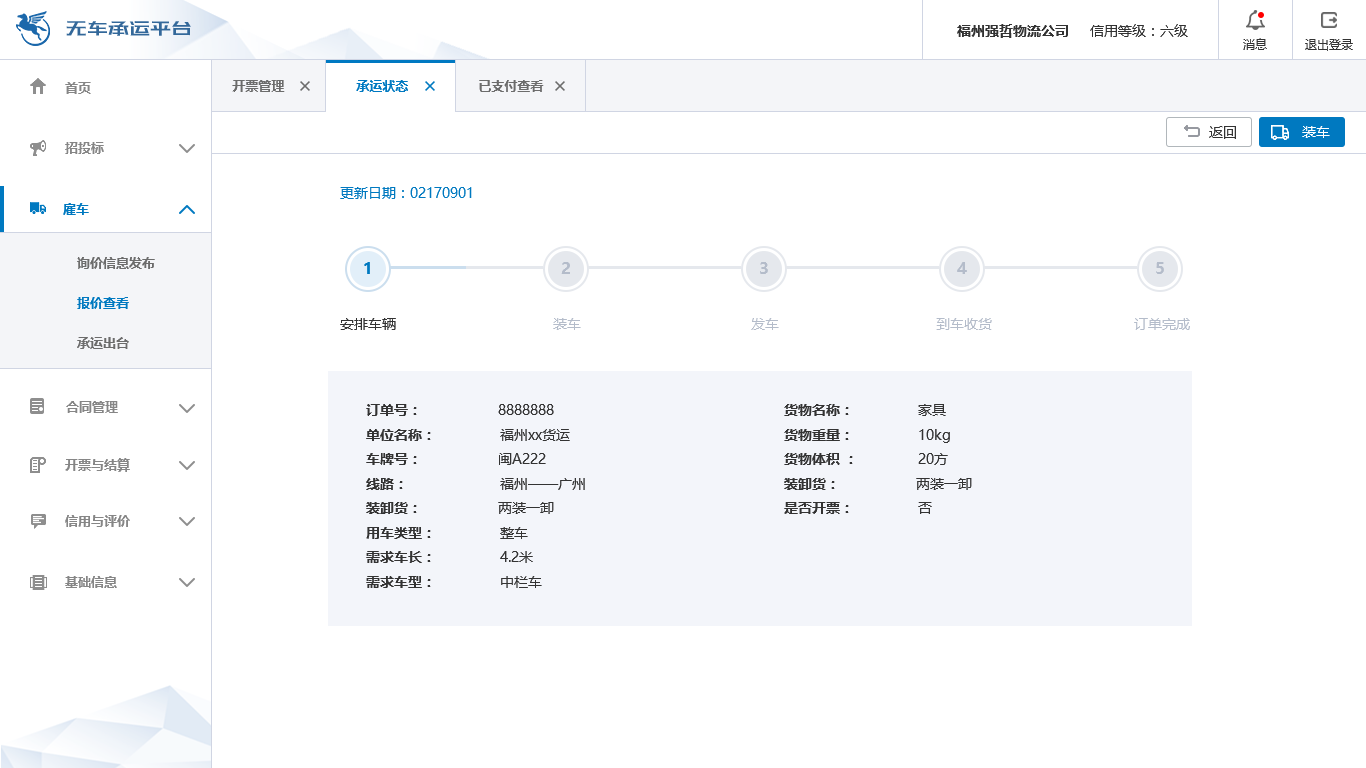 无车承运平台
福州强哲物流公司 信用等级：六级 消息 退出登录
首页
招投标
雇车
询价信息发布
报价查看
承运出台
合同管理
开票与结算
信用与评价
基础信息
开票管理 承运状态 已支付查看
返回 装车
更新日期：02170901
1 2 3 4 5
安排车辆 装车 发车 到车收货 订单完成
订单号： 8888888 货物名称： 家具
单位名称： 福州xx货运 货物重量： 10kg
车牌号： 闽A222 货物体积 ： 20方
线路： 福州——广州 装卸货： 两装一卸
装卸货： 两装一卸 是否开票： 否
用车类型： 整车
需求车长： 4.2米
需求车型： 中栏车